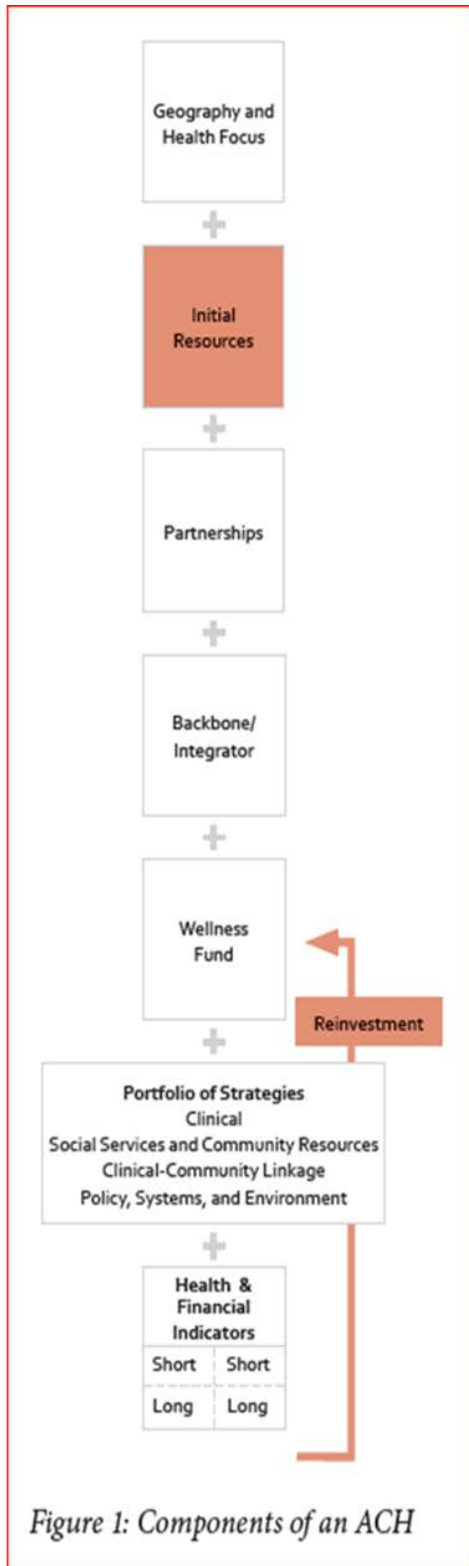 Geography and
Health Focus
+
Initial
Resources
+
Partnerships
+
Backbone/
Integrator
+
Wellness
Fund
Reinvestment
+
Portfolio of Strategies
Clinical
Social Services and Community Resources
Clinical-Community Linkage
Policy, Systems, and Environment
+
Health &
Financial
Indicators
Short Short
Long Long
Figure 1: Components of an ACH